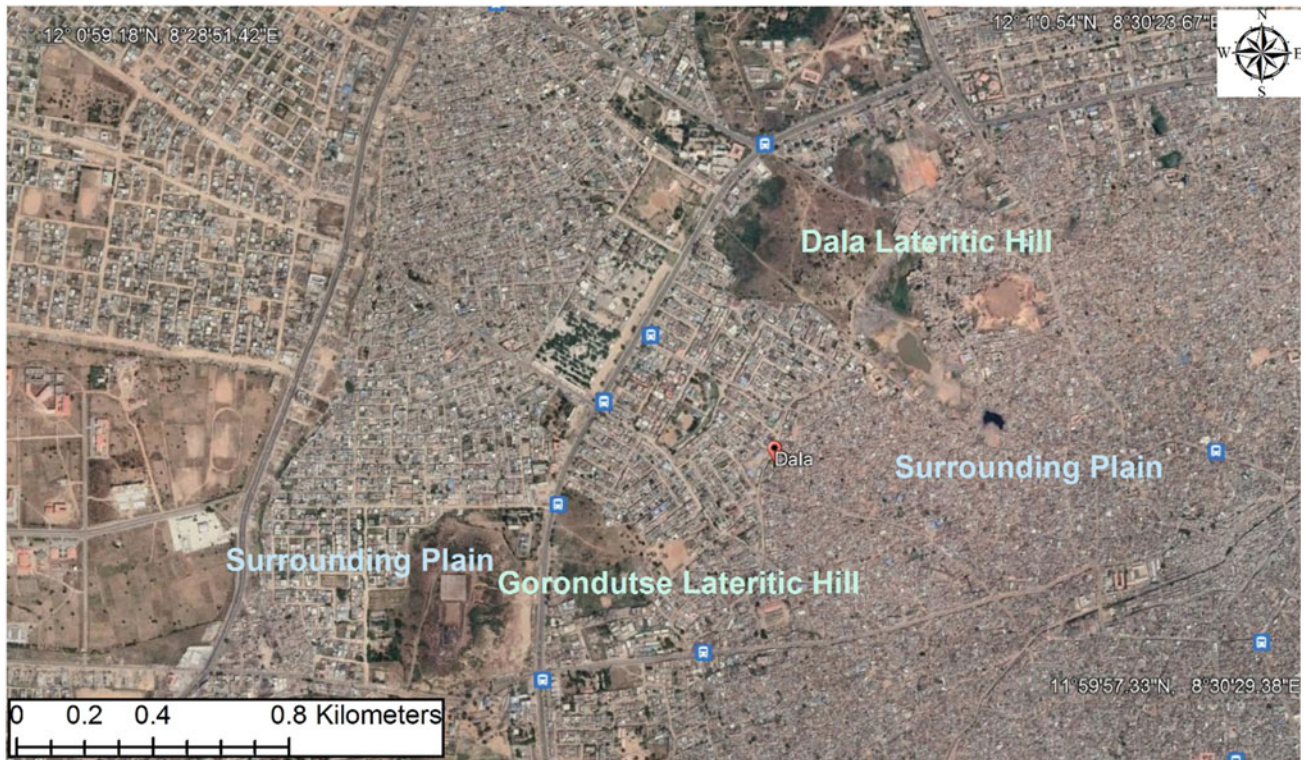 12° 0'59.18"N, 8°28'51.42"E
12° 1'0.54"N, 8°30'23.67"E
N
W E
S
Dala Lateritic Hill
Dala
Surrounding Plain
Surrounding Plain
Gorondutse Lateritic Hill
11°59'57.33"N, 8°30'29.38"E
0 0.2 0.4 0.8 Kilometers